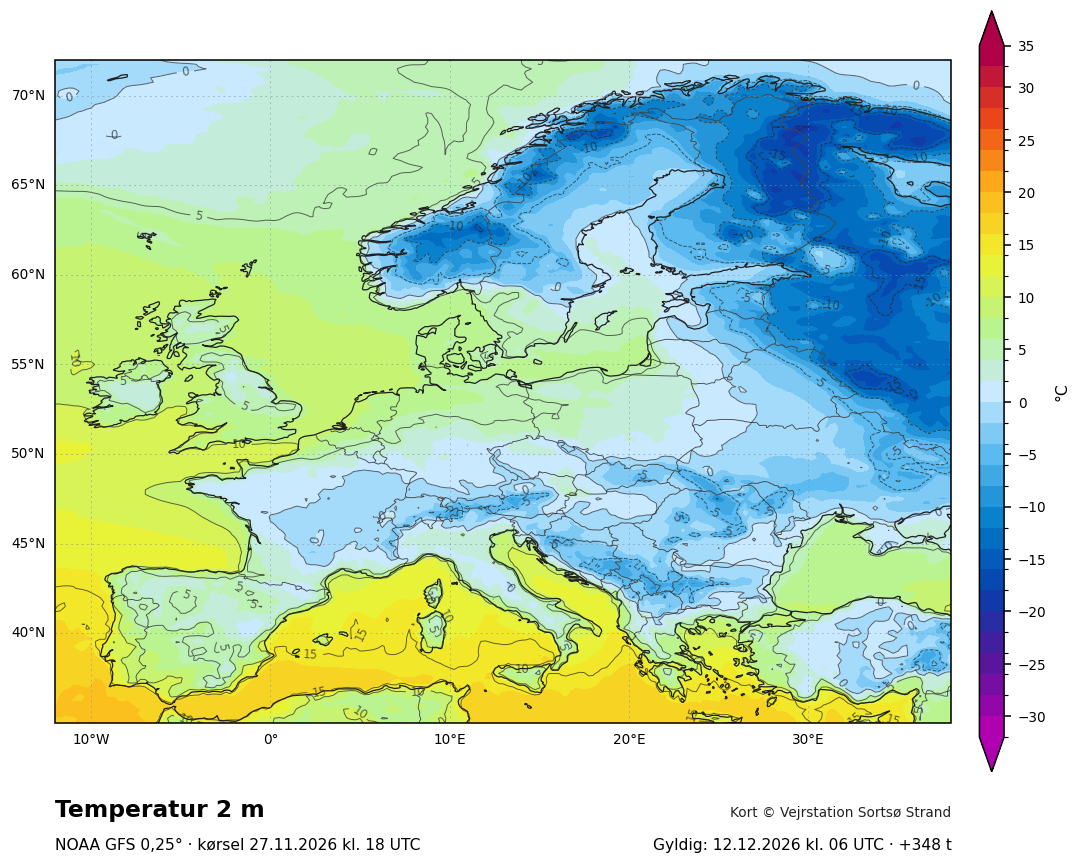 70°N
65°N
60°N
55°N
50°N
45°N
40°N
10°W
0°
10°E
20°E
30°E
35
30
25
20
15
10
5
0
−5
−10
−15
−20
−25
−30
°C
Temperatur 2 m
Kort © Vejrstation Sortsø Strand
NOAA GFS 0,25° · kørsel 27.11.2026 kl. 18 UTC
Gyldig: 12.12.2026 kl. 06 UTC · +348 t